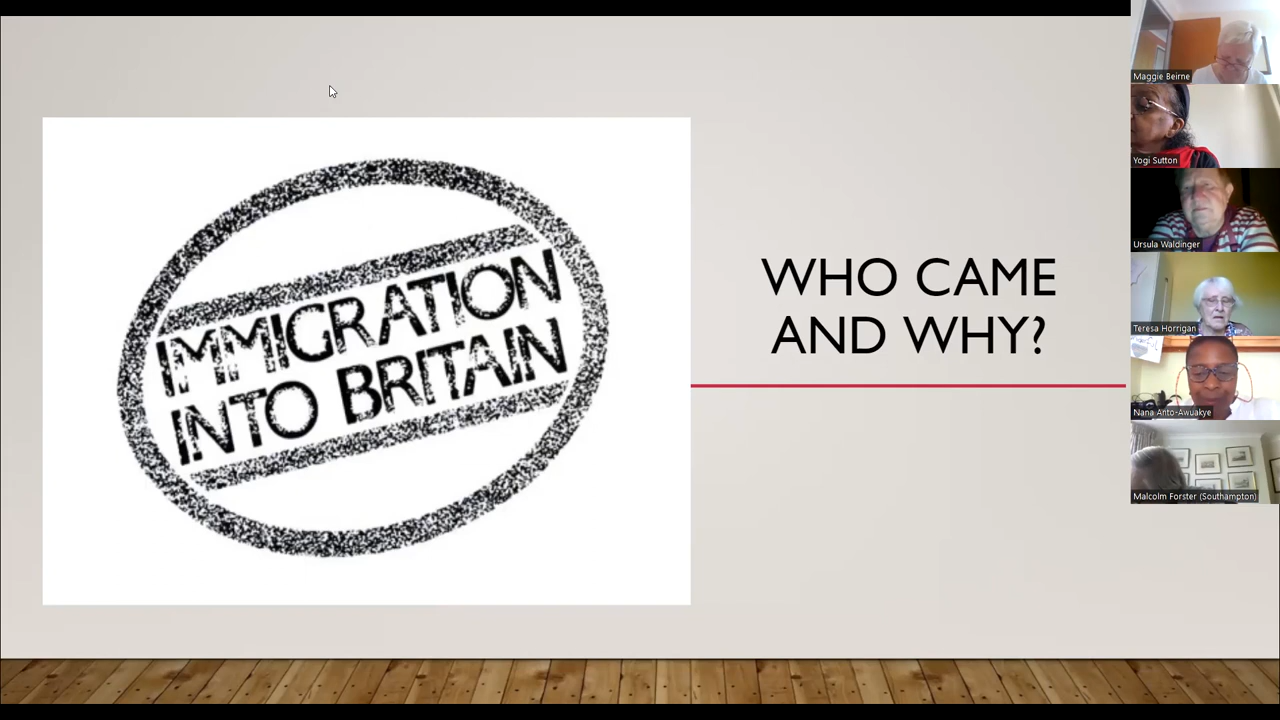 IMMIGRATION
INTO BRITAIN
WHO CAME
AND WHY?
Maggie Beirne
Yogi Sutton
Ursula Waldinger
Teresa Horrigan
Nana Anto-Awuakye
Malcolm Forster (Southampton)